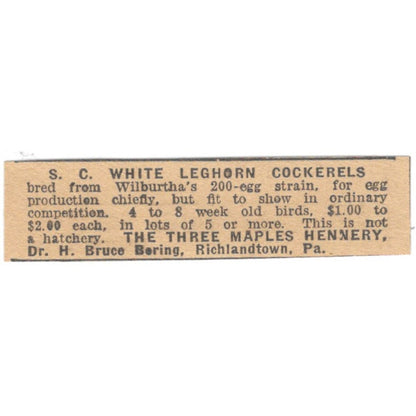 S. C. WHITE LEGHORN COCKERELS
bred from Wilburtha's 200-egg strain, for egg
production chiefly, but fit to show in ordinary
competition. 4 to 8 week old birds, $1.00 to
$2.00 each, in lots of 5 or more. This is not
a hatchery. THE THREE MAPLES HENNERY,
Dr. H. Bruce Bering, Richlandtown, Pa.